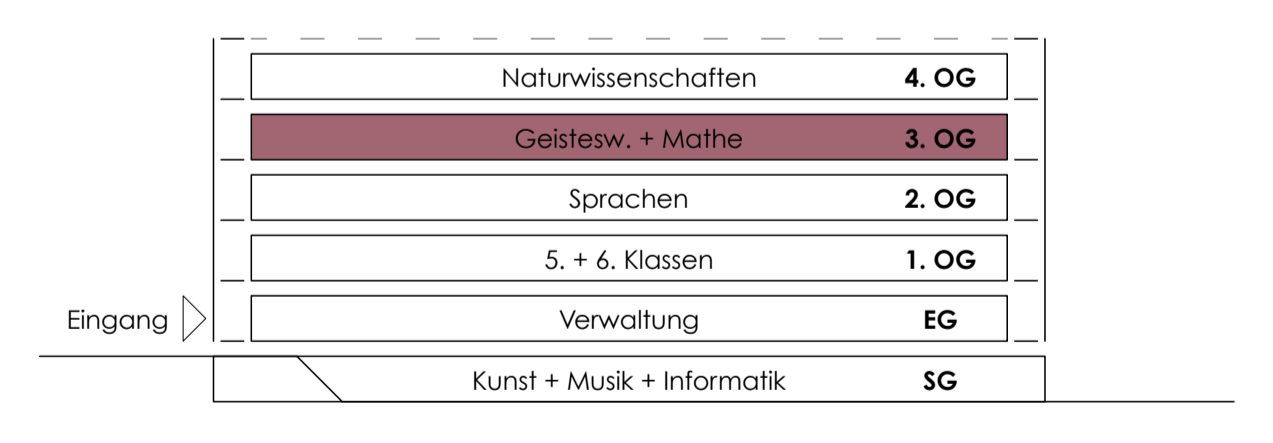 Naturwissenschaften 4. OG
Geistesw. + Mathe 3. OG
Sprachen 2. OG
5. + 6. Klassen 1. OG
Eingang Verwaltung EG
Kunst + Musik + Informatik SG